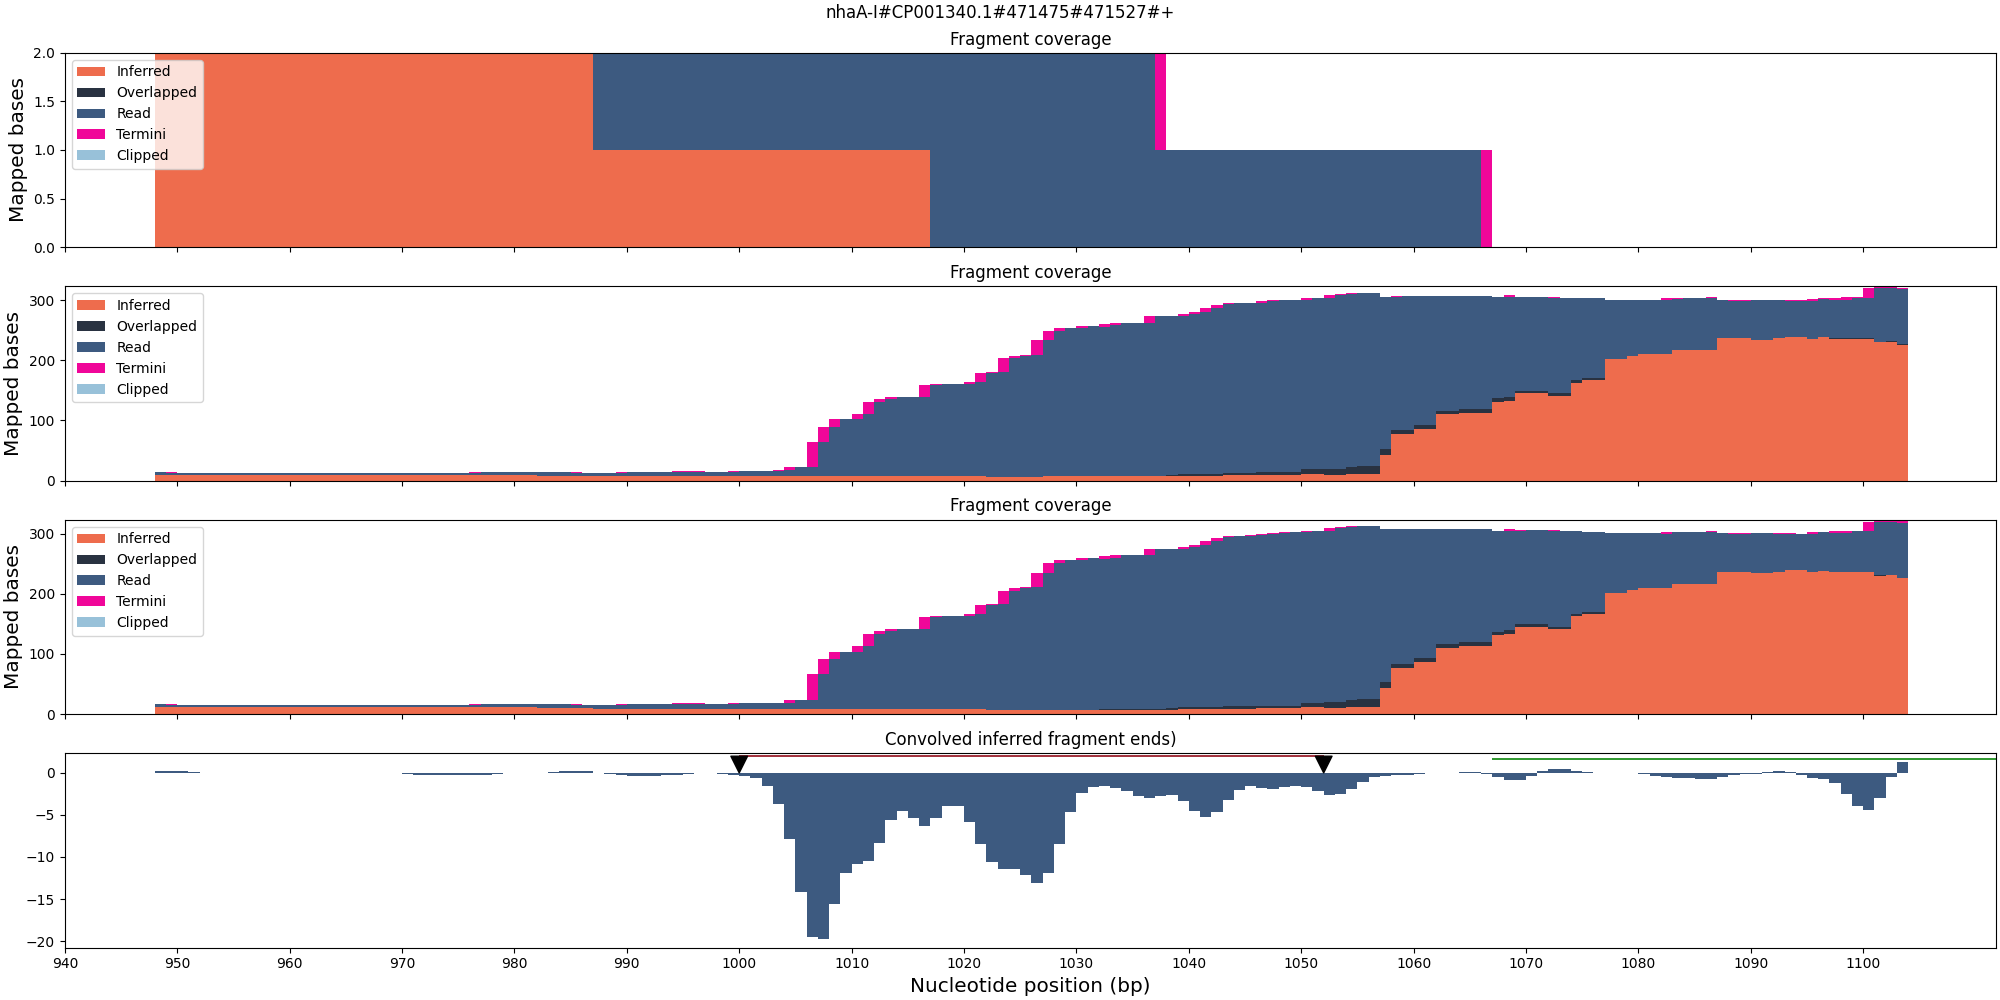 nhaA-I#CP001340.1#471475#471527#+
Fragment coverage
Mapped bases
2.0
1.5
1.0
0.5
0.0
Inferred
Overlapped
Read
Termini
Clipped
Fragment coverage
Mapped bases
300
200
100
0
Inferred
Overlapped
Read
Termini
Clipped
Fragment coverage
Mapped bases
300
200
100
0
Inferred
Overlapped
Read
Termini
Clipped
Convolved inferred fragment ends)
0
−5
−10
−15
−20
940 950 960 970 980 990 1000 1010 1020 1030 1040 1050 1060 1070 1080 1090 1100
Nucleotide position (bp)